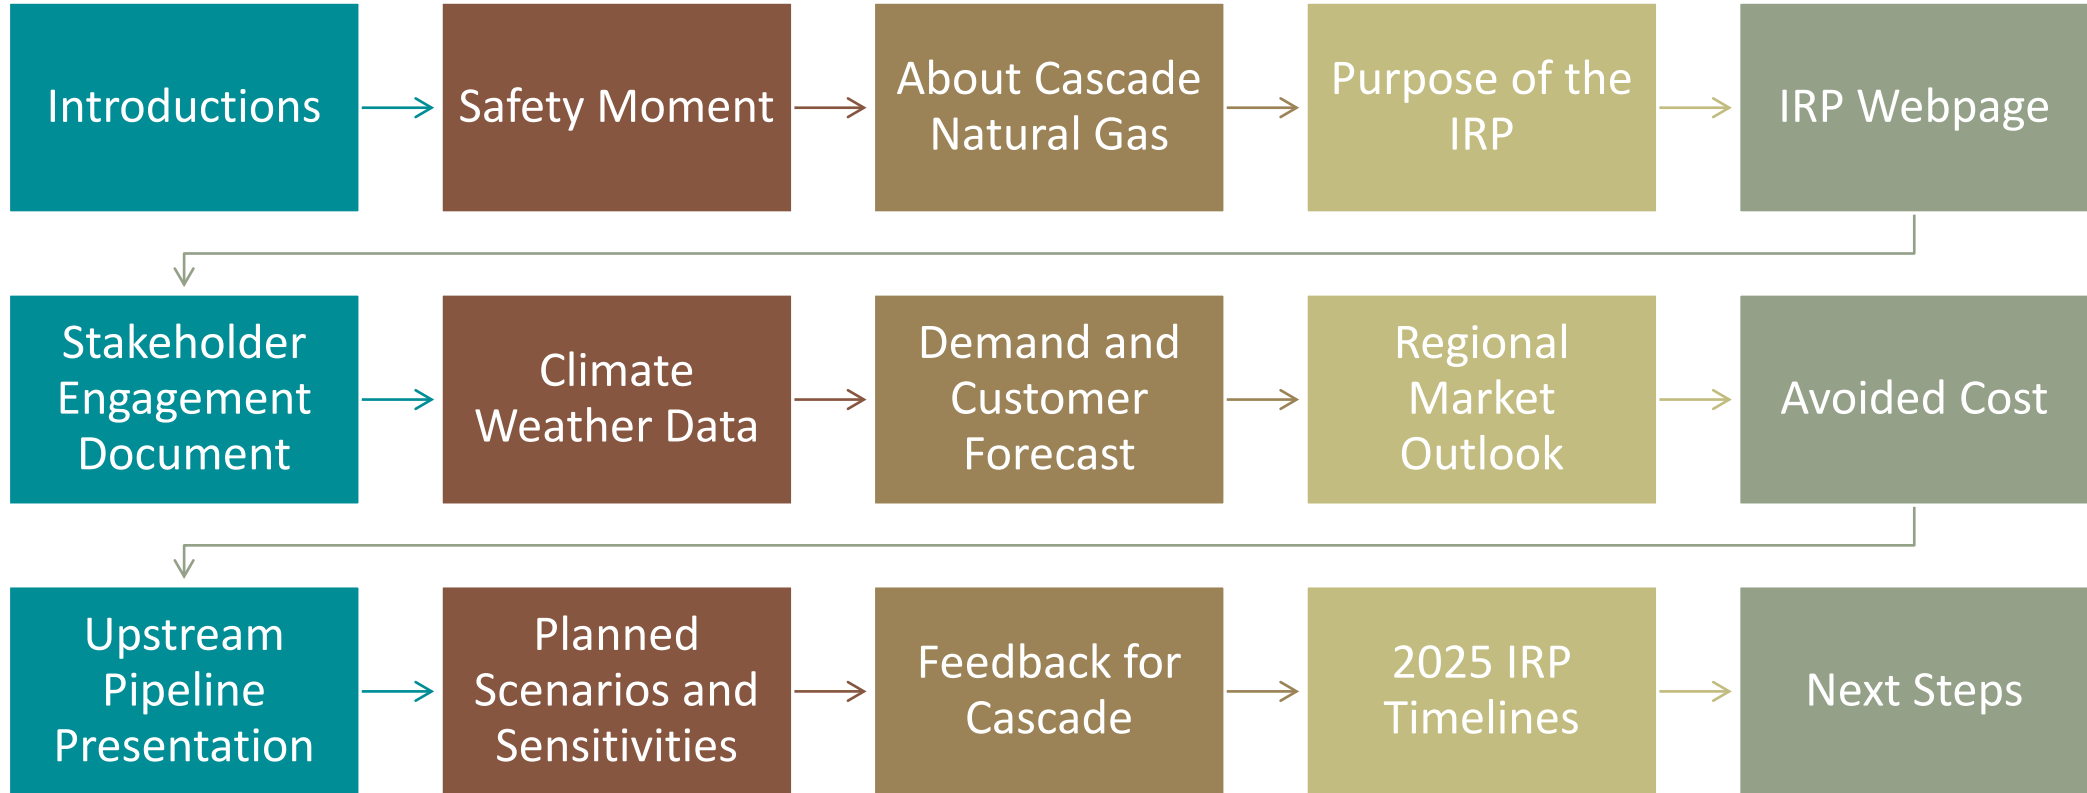 Introductions
Safety Moment
About Cascade
Natural Gas
Purpose of the
IRP
IRP Webpage
Stakeholder
Engagement
Document
Climate
Weather Data
Demand and
Customer
Forecast
Regional
Market
Outlook
Avoided Cost
Upstream
Pipeline
Presentation
Planned
Scenarios and
Sensitivities
Feedback for
Cascade
2025 IRP
Timelines
Next Steps